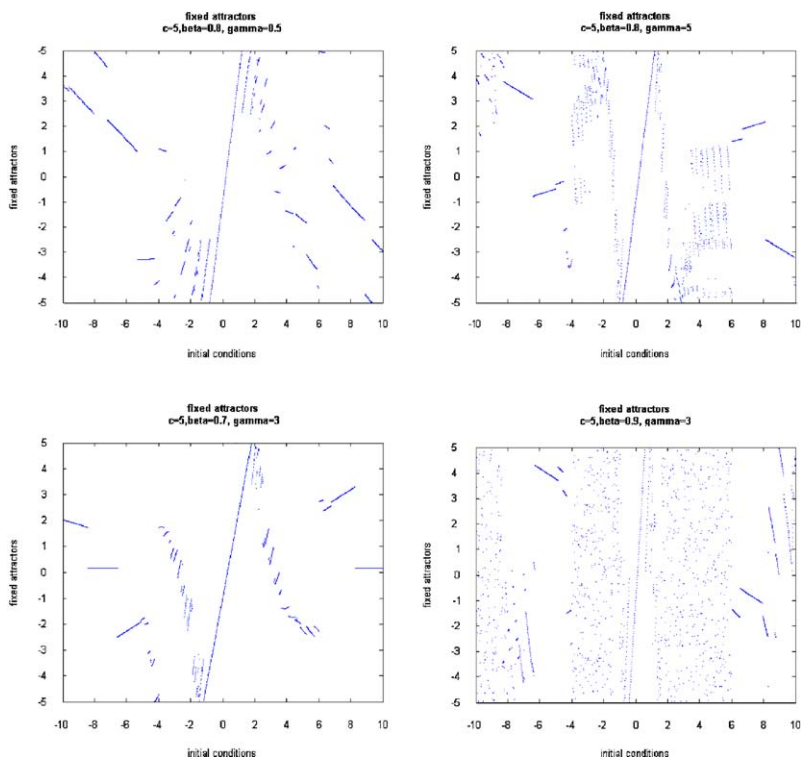 fixed attractors
c=5,beta=0.8, gamma=0.5
-5
4
3
2
1
0
-1
-2
-3
-4
-5
fixed attractors
-10 -8 -6 -4 -2 0 2 4 6 8 10
initial conditions
fixed attractors
c=5,beta=0.8, gamma=5
-5
4
3
2
1
0
-1
-2
-3
-4
-5
fixed attractors
-10 -8 -6 -4 -2 0 2 4 6 8 10
initial conditions
fixed attractors
c=5,beta=0.7, gamma=3
5
4
3
2
1
0
-1
-2
-3
-4
-5
fixed attractors
-10 -8 -6 -4 -2 0 2 4 6 8 10
initial conditions
fixed attractors
c=5,beta=0.9, gamma=3
5
4
3
2
1
0
-1
-2
-3
-4
-5
fixed attractors
-10 -8 -6 -4 -2 0 2 4 6 8 10
initial conditions